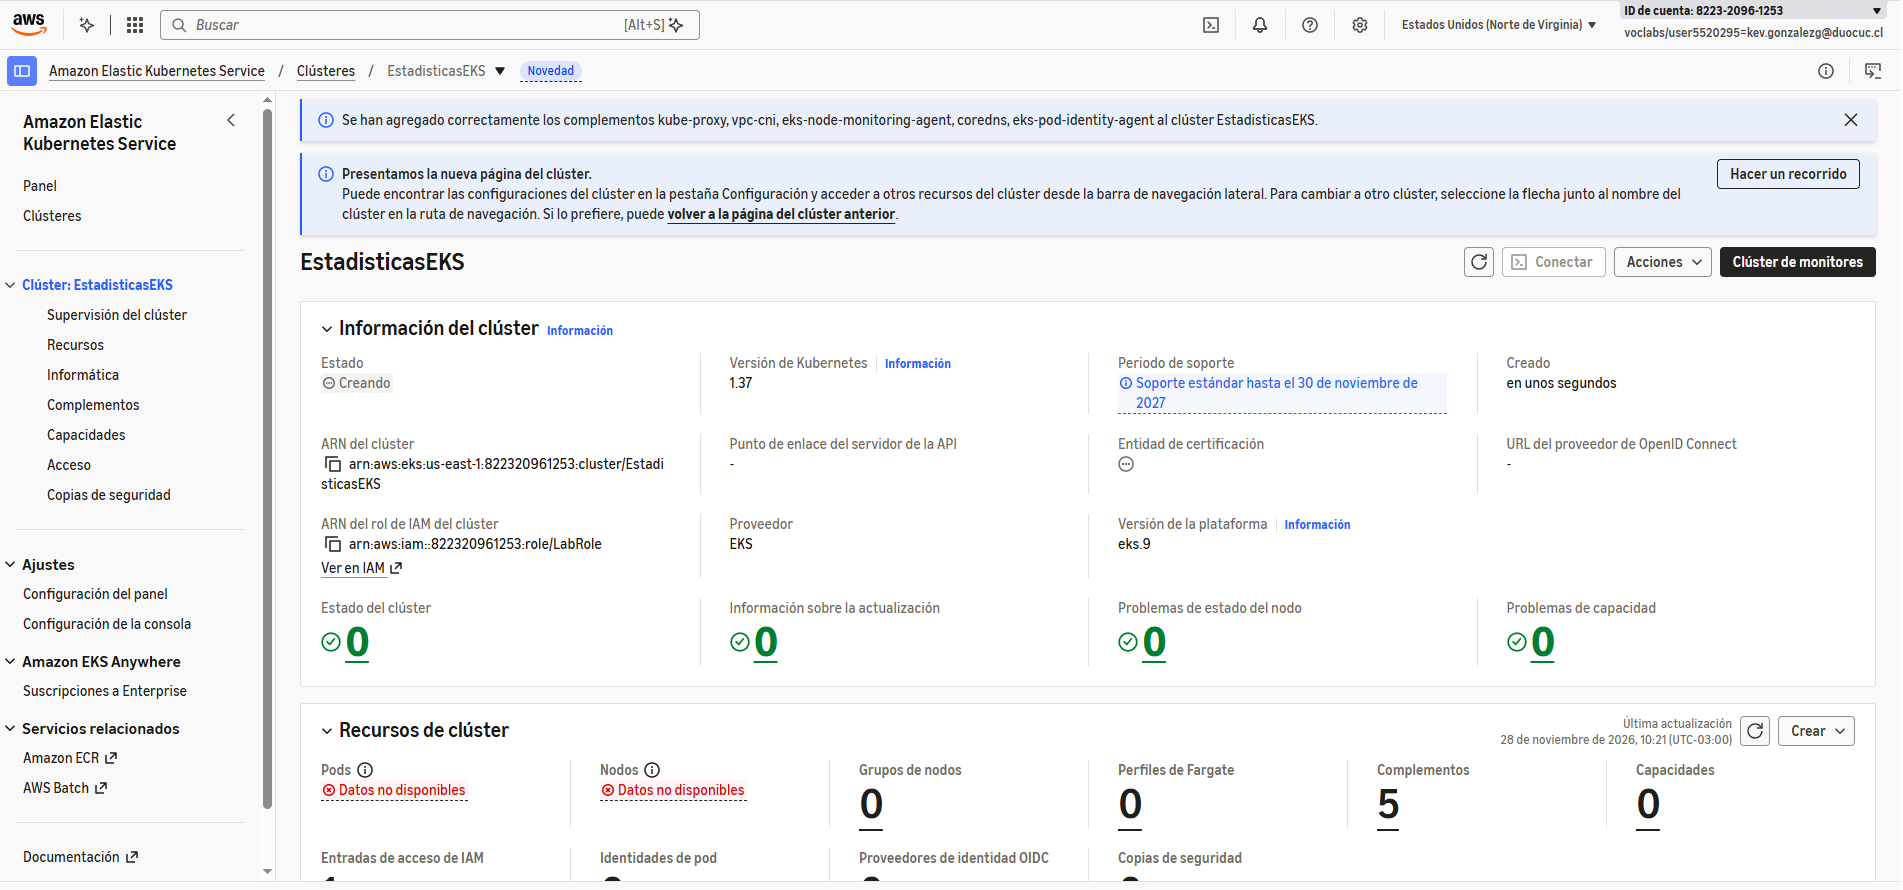 aws
Buscar
[Alt+S]
Estados Unidos (Norte de Virginia)
ID de cuenta: 8223-2096-1253
voclabs/user5520295=kev.gonzalezg@duocuc.cl
Amazon Elastic Kubernetes Service / Clústeres / EstadisticasEKS Novedad
Amazon Elastic
Kubernetes Service
Panel
Clústeres
Clúster: EstadisticasEKS
Supervisión del clúster
Recursos
Informática
Complementos
Capacidades
Acceso
Copias de seguridad
Ajustes
Configuración del panel
Configuración de la consola
Amazon EKS Anywhere
Suscripciones a Enterprise
Servicios relacionados
Amazon ECR
AWS Batch
Documentación
Se han agregado correctamente los complementos kube-proxy, vpc-cni, eks-node-monitoring-agent, coredns, eks-pod-identity-agent al clúster EstadisticasEKS.
Presentamos la nueva página del clúster.
Puede encontrar las configuraciones del clúster en la pestaña Configuración y acceder a otros recursos del clúster desde la barra de navegación lateral. Para cambiar a otro clúster, seleccione la flecha junto al nombre del
clúster en la ruta de navegación. Si lo prefiere, puede volver a la página del clúster anterior.
Hacer un recorrido
EstadisticasEKS
Conectar
Acciones
Clúster de monitores
Información del clúster Información
Estado
Creando
Versión de Kubernetes Información
1.37
Periodo de soporte
Soporte estándar hasta el 30 de noviembre de
2027
Creado
en unos segundos
ARN del clúster
arn:aws:eks:us-east-1:822320961253:cluster/Estadi
sticasEKS
Punto de enlace del servidor de la API
-
Entidad de certificación
URL del proveedor de OpenID Connect
-
ARN del rol de IAM del clúster
arn:aws:iam::822320961253:role/LabRole
Ver en IAM
Proveedor
EKS
Versión de la plataforma Información
eks.9
Estado del clúster
0
Información sobre la actualización
0
Problemas de estado del nodo
0
Problemas de capacidad
0
Recursos de clúster
Última actualización
28 de noviembre de 2026, 10:21 (UTC-03:00)
Crear
Pods
Datos no disponibles
Nodos
Datos no disponibles
Grupos de nodos
0
Perfiles de Fargate
0
Complementos
5
Capacidades
0
Entradas de acceso de IAM
Identidades de pod
Proveedores de identidad OIDC
Copias de seguridad